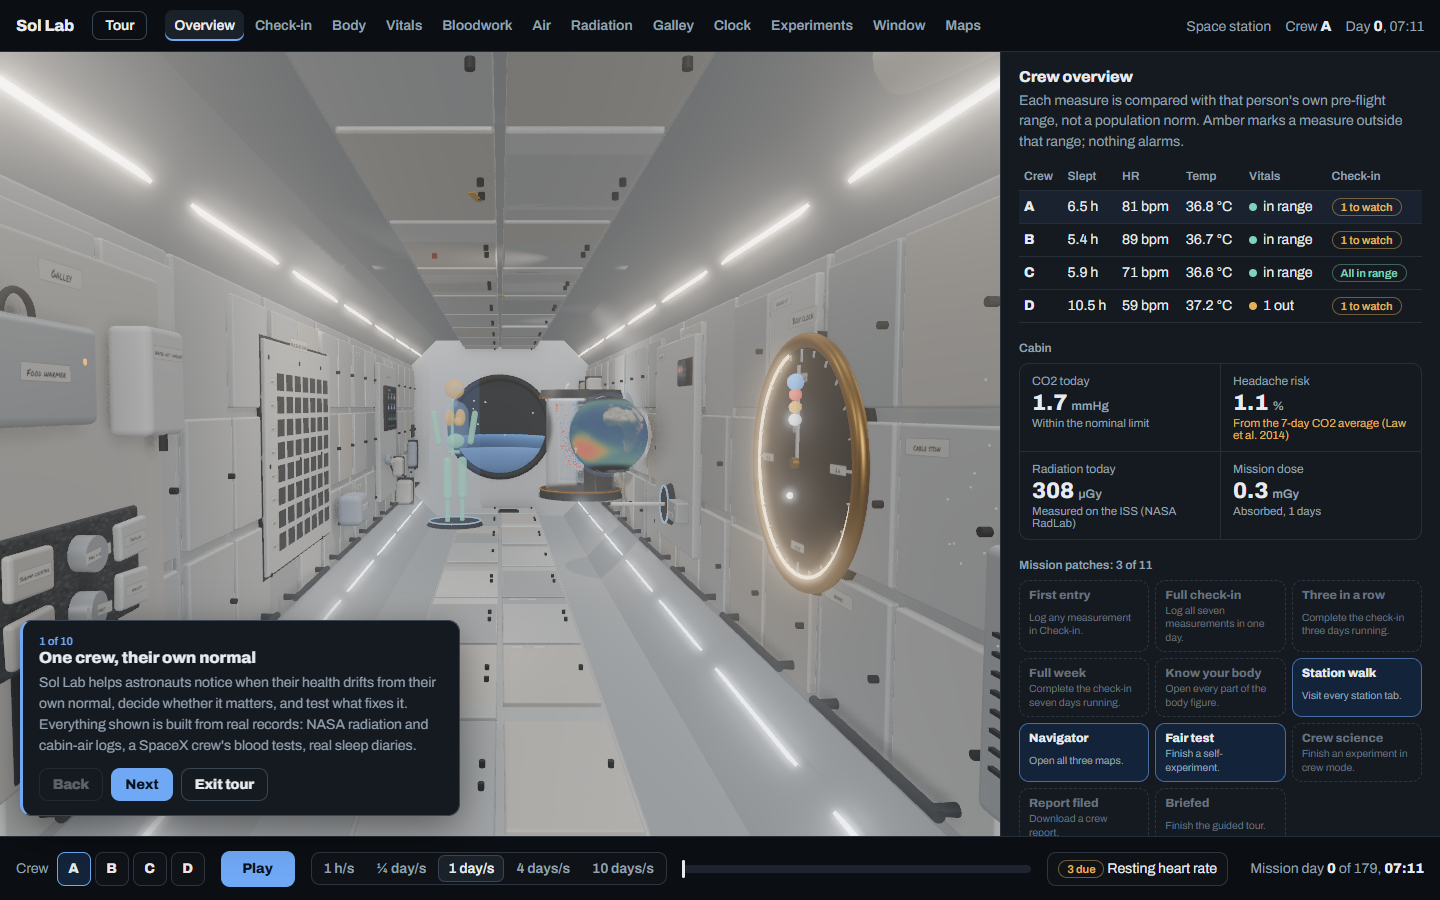 Sol Lab
Tour
Overview
Check-in
Body
Vitals
Bloodwork
Air
Radiation
Galley
Clock
Experiments
Window
Maps
Space station
Crew A
Day 0, 07:11
GALLEY
FOOD WARMER
BODY CLOCK
CABLE STOW
1 of 10
One crew, their own normal
Sol Lab helps astronauts notice when their health drifts from their
own normal, decide whether it matters, and test what fixes it.
Everything shown is built from real records: NASA radiation and
cabin-air logs, a SpaceX crew's blood tests, real sleep diaries.
Back
Next
Exit tour
Crew overview
Each measure is compared with that person's own pre-flight
range, not a population norm. Amber marks a measure outside
that range; nothing alarms.
Crew Slept HR Temp Vitals Check-in
A 6.5 h 81 bpm 36.8 °C in range 1 to watch
B 5.4 h 89 bpm 36.7 °C in range 1 to watch
C 5.9 h 71 bpm 36.6 °C in range All in range
D 10.5 h 59 bpm 37.2 °C 1 out 1 to watch
Cabin
CO2 today
1.7 mmHg
Within the nominal limit
Headache risk
1.1 %
From the 7-day CO2 average (Law
et al. 2014)
Radiation today
308 µGy
Measured on the ISS (NASA
RadLab)
Mission dose
0.3 mGy
Absorbed, 1 days
Mission patches: 3 of 11
First entry
Log any measurement
in Check-in.
Full check-in
Log all seven
measurements in one
day.
Three in a row
Complete the check-in
three days running.
Full week
Complete the check-in
seven days running.
Know your body
Open every part of the
body figure.
Station walk
Visit every station tab.
Navigator
Open all three maps.
Fair test
Finish a self-
experiment.
Crew science
Finish an experiment in
crew mode.
Report filed
Download a crew
report.
Briefed
Finish the guided tour.
Crew
A
B
C
D
Play
1 h/s
¼ day/s
1 day/s
4 days/s
10 days/s
3 due Resting heart rate
Mission day 0 of 179, 07:11